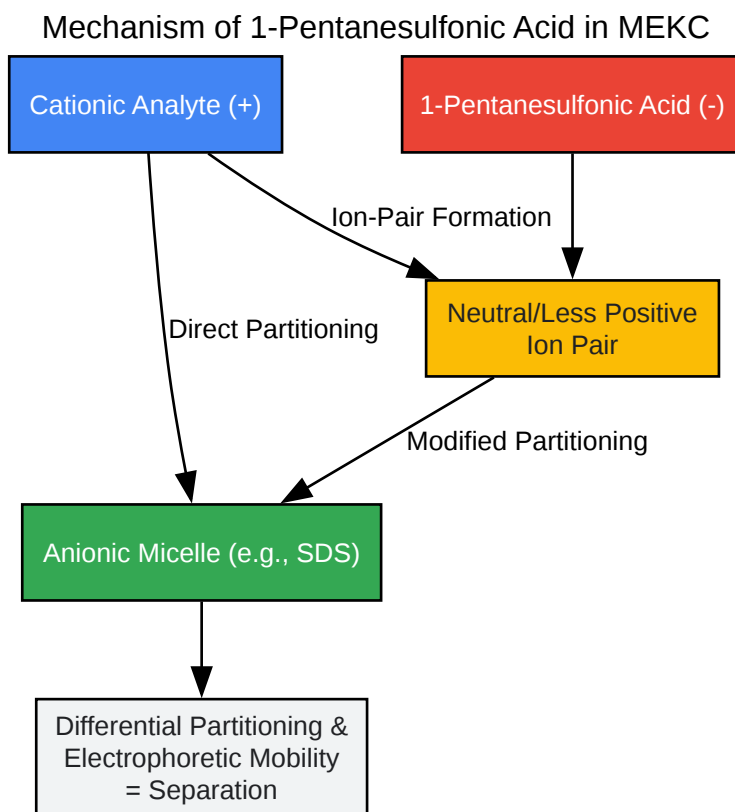 Mechanism of 1-Pentanesulfonic Acid in MEKC
Cationic Analyte (+)
1-Pentanesulfonic Acid (-)
Ion-Pair Formation
Neutral/Less Positive
Ion Pair
Direct Partitioning
Modified Partitioning
Anionic Micelle (e.g., SDS)
Differential Partitioning &
Electrophoretic Mobility
= Separation